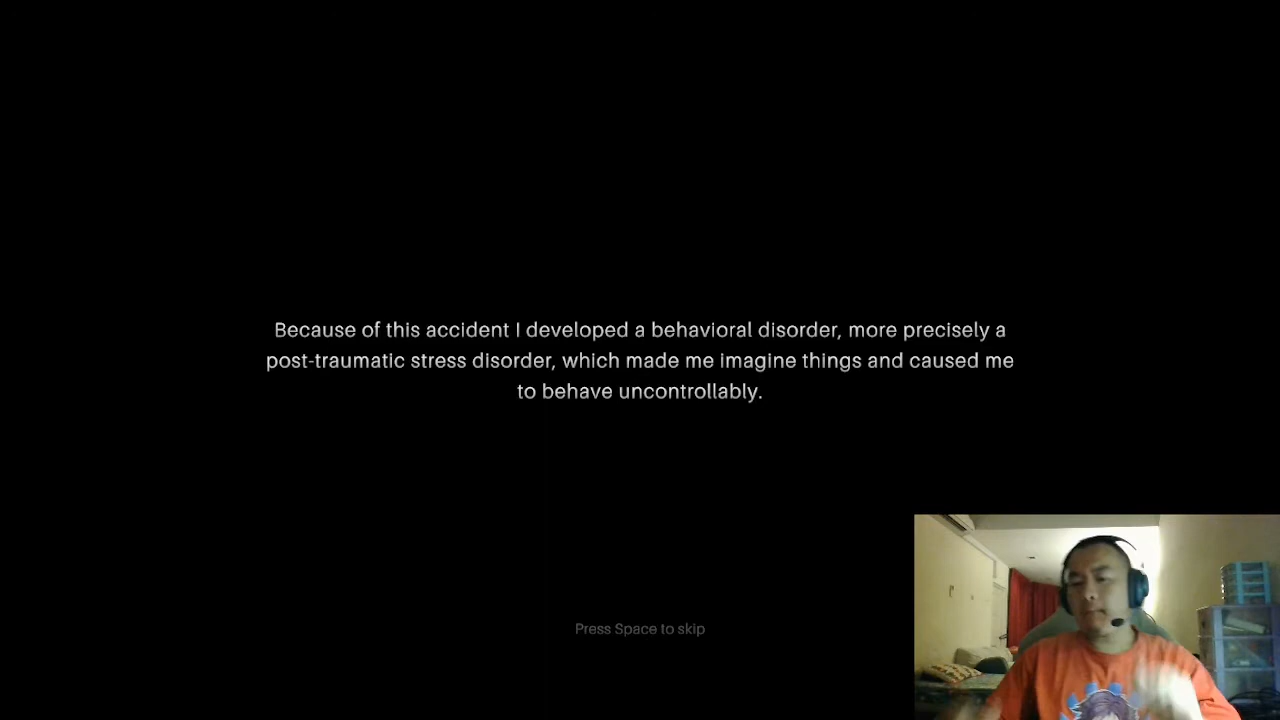 Because of this accident I developed a behavioral disorder, more precisely a
post-traumatic stress disorder, which made me imagine things and caused me
to behave uncontrollably.
Press Space to skip